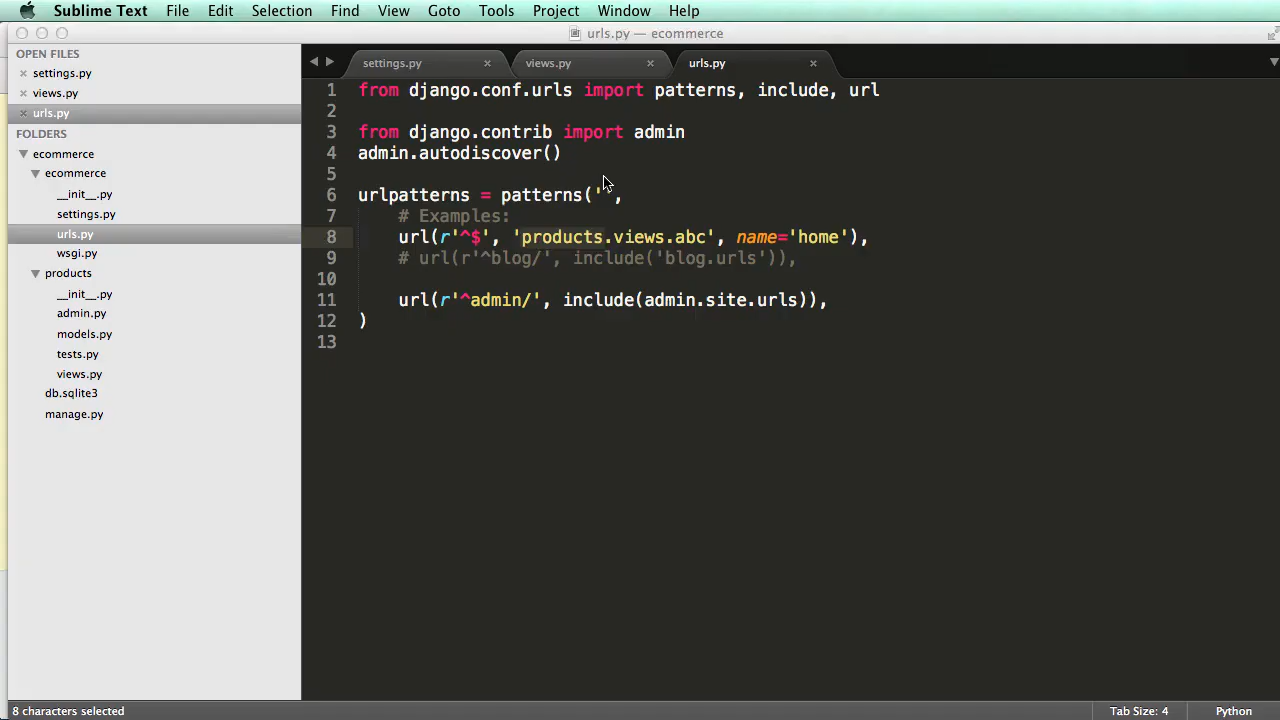 Sublime Text File Edit Selection Find View Goto Tools Project Window Help
urls.py — ecommerce
OPEN FILES
settings.py
views.py
urls.py
FOLDERS
ecommerce
ecommerce
__init__.py
settings.py
urls.py
wsgi.py
products
__init__.py
admin.py
models.py
tests.py
views.py
db.sqlite3
manage.py
settings.py views.py urls.py
1 from django.conf.urls import patterns, include, url
2
3 from django.contrib import admin
4 admin.autodiscover()
5
6 urlpatterns = patterns('',
7 # Examples:
8 url(r'^$', 'products.views.abc', name='home'),
9 # url(r'^blog/', include('blog.urls')),
10
11 url(r'^admin/', include(admin.site.urls)),
12 )
13
8 characters selected
Tab Size: 4 Python